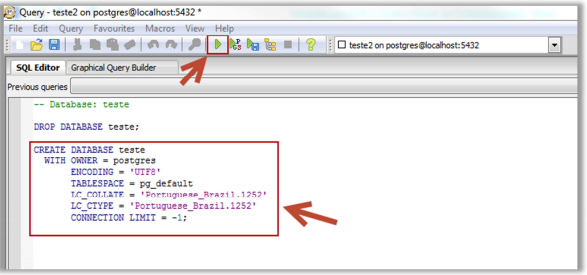 Query - teste2 on postgres@localhost:5432 *
File Edit Query Favourites Macros View Help
teste2 on postgres@localhost:5432
SQL Editor Graphical Query Builder
Previous queries
-- Database: teste
DROP DATABASE teste;
CREATE DATABASE teste
WITH OWNER = postgres
ENCODING = 'UTF8'
TABLESPACE = pg_default
LC_COLLATE = 'Portuguese_Brazil.1252'
LC_CTYPE = 'Portuguese_Brazil.1252'
CONNECTION LIMIT = -1;